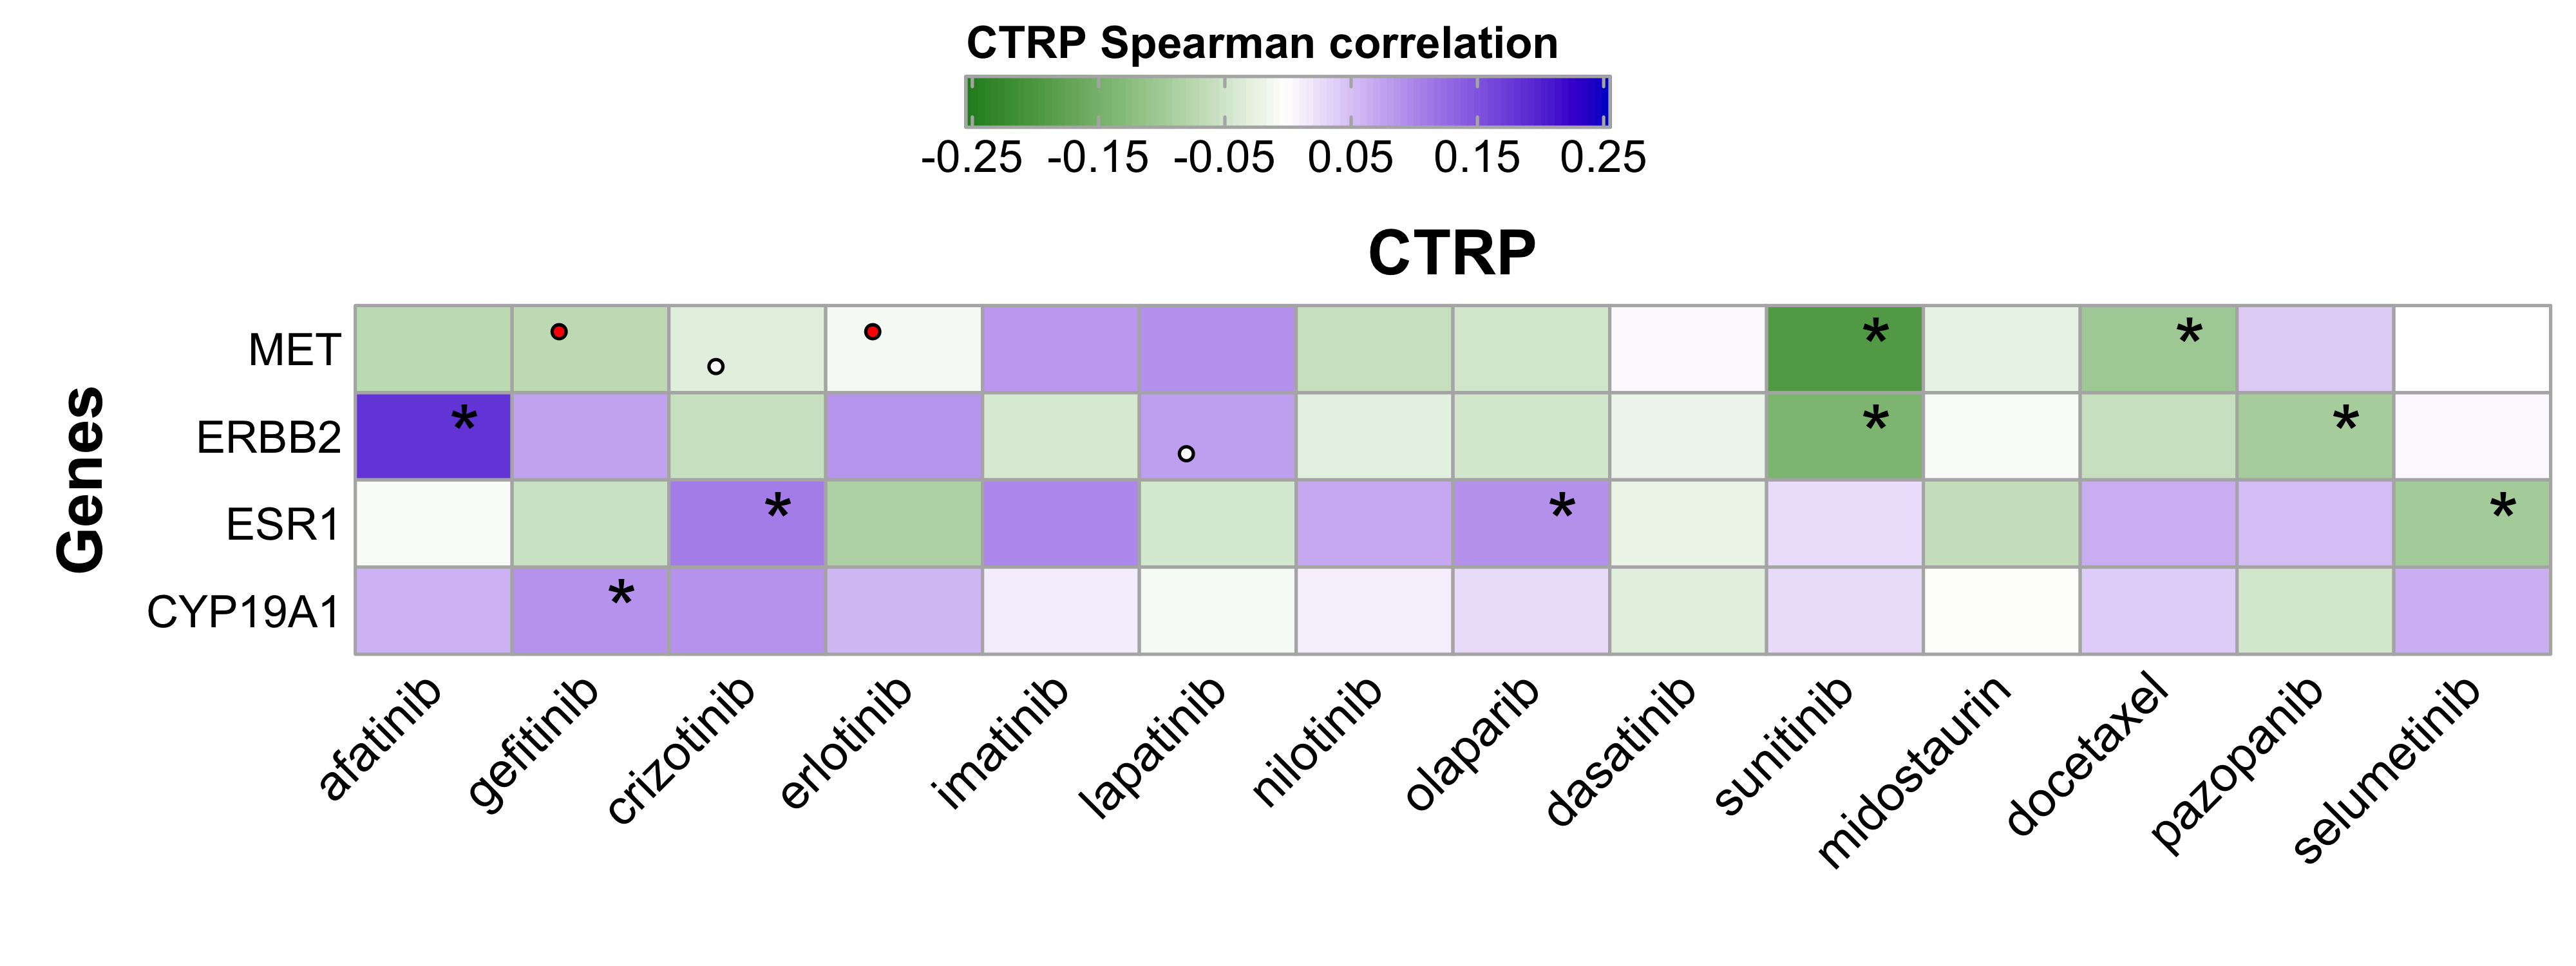 CTRP Spearman correlation
-0.25 -0.15 -0.05 0.05 0.15 0.25
CTRP
Genes
MET * *
ERBB2 * * *
ESR1 * * *
CYP19A1 *
afatinib gefitinib crizotinib erlotinib imatinib lapatinib nilotinib olaparib dasatinib sunitinib midostaurin docetaxel pazopanib selumetinib